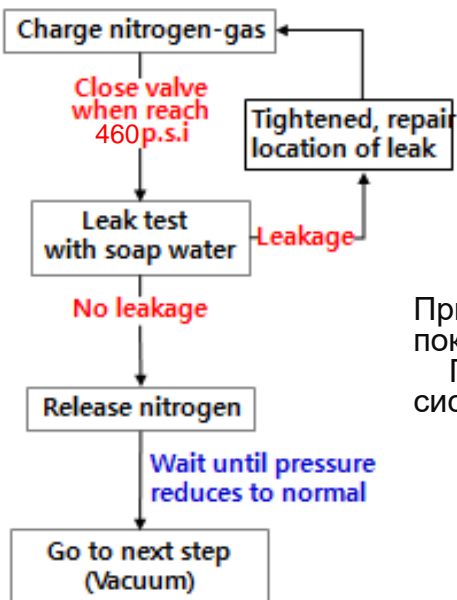 Charge nitrogen-gas
Close valve
when reach
460 p.s.i
Tightened, repair
location of leak
Leak test
with soap water
Leakage
No leakage
Release nitrogen
Wait until pressure
reduces to normal
Go to next step
(Vacuum)